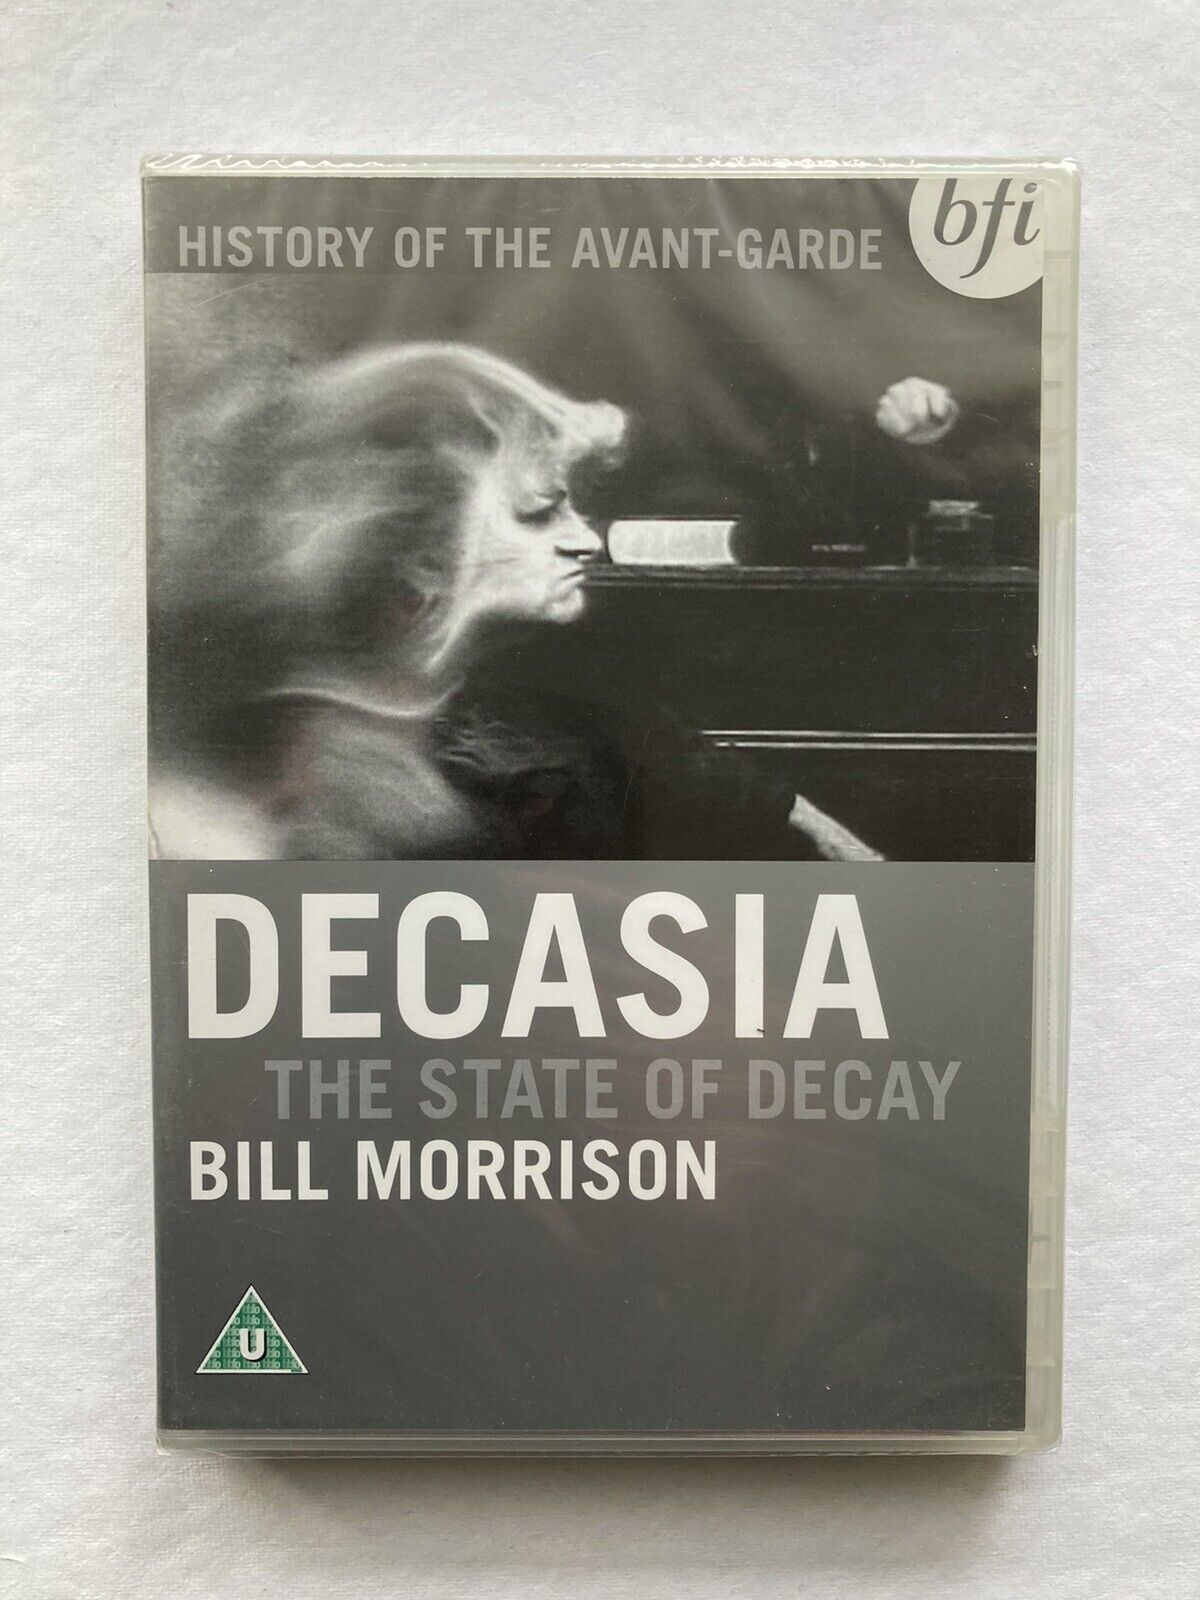 HISTORY OF THE AVANT-GARDE
bfi
DECASIA
THE STATE OF DECAY
BILL MORRISON
U